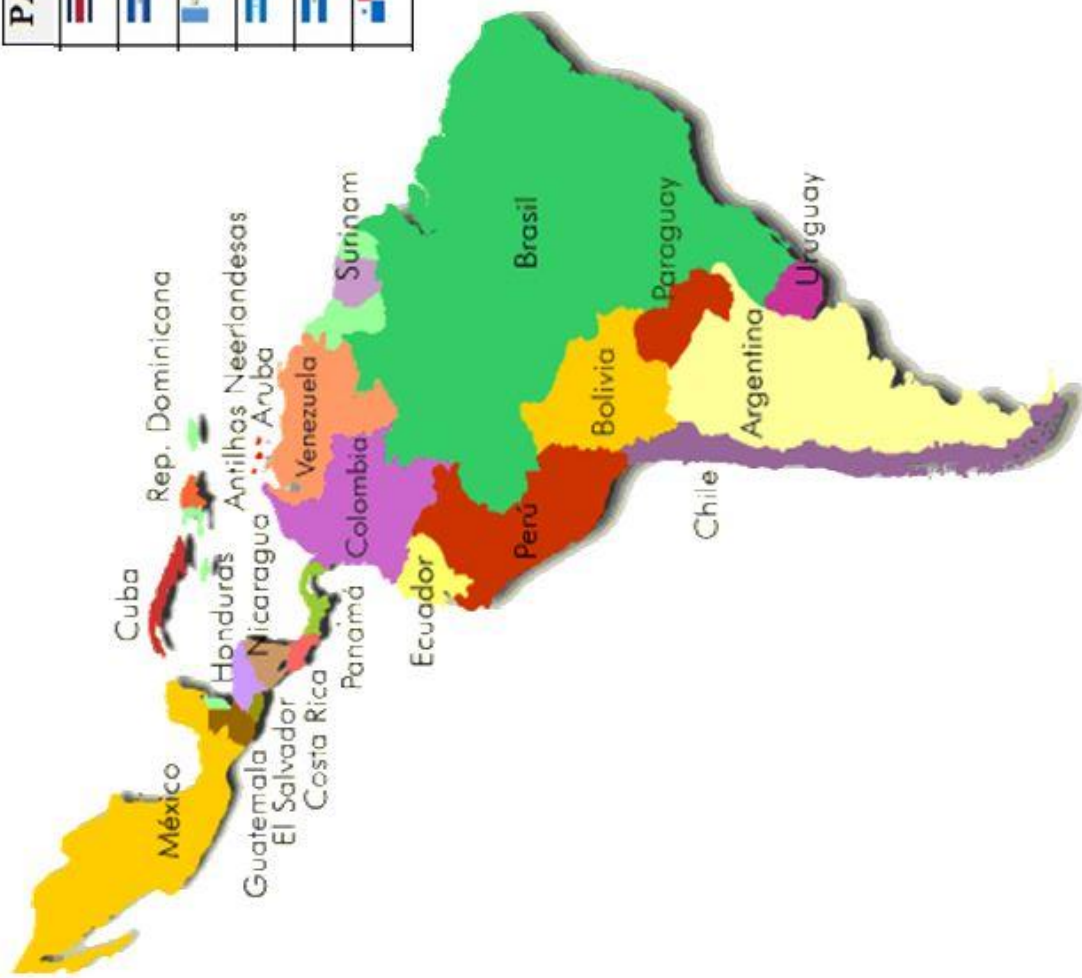 PA
México
Cuba
Rep. Dominicana
Antilhas Neerlandesas
Aruba
Honduras
Nicaragua
Guatemala
El Salvador
Costa Rica
Panamá
Venezuela
Colombia
Surinam
Ecuador
Perú
Brasil
Bolivia
Paraguay
Chile
Argentina
Uruguay